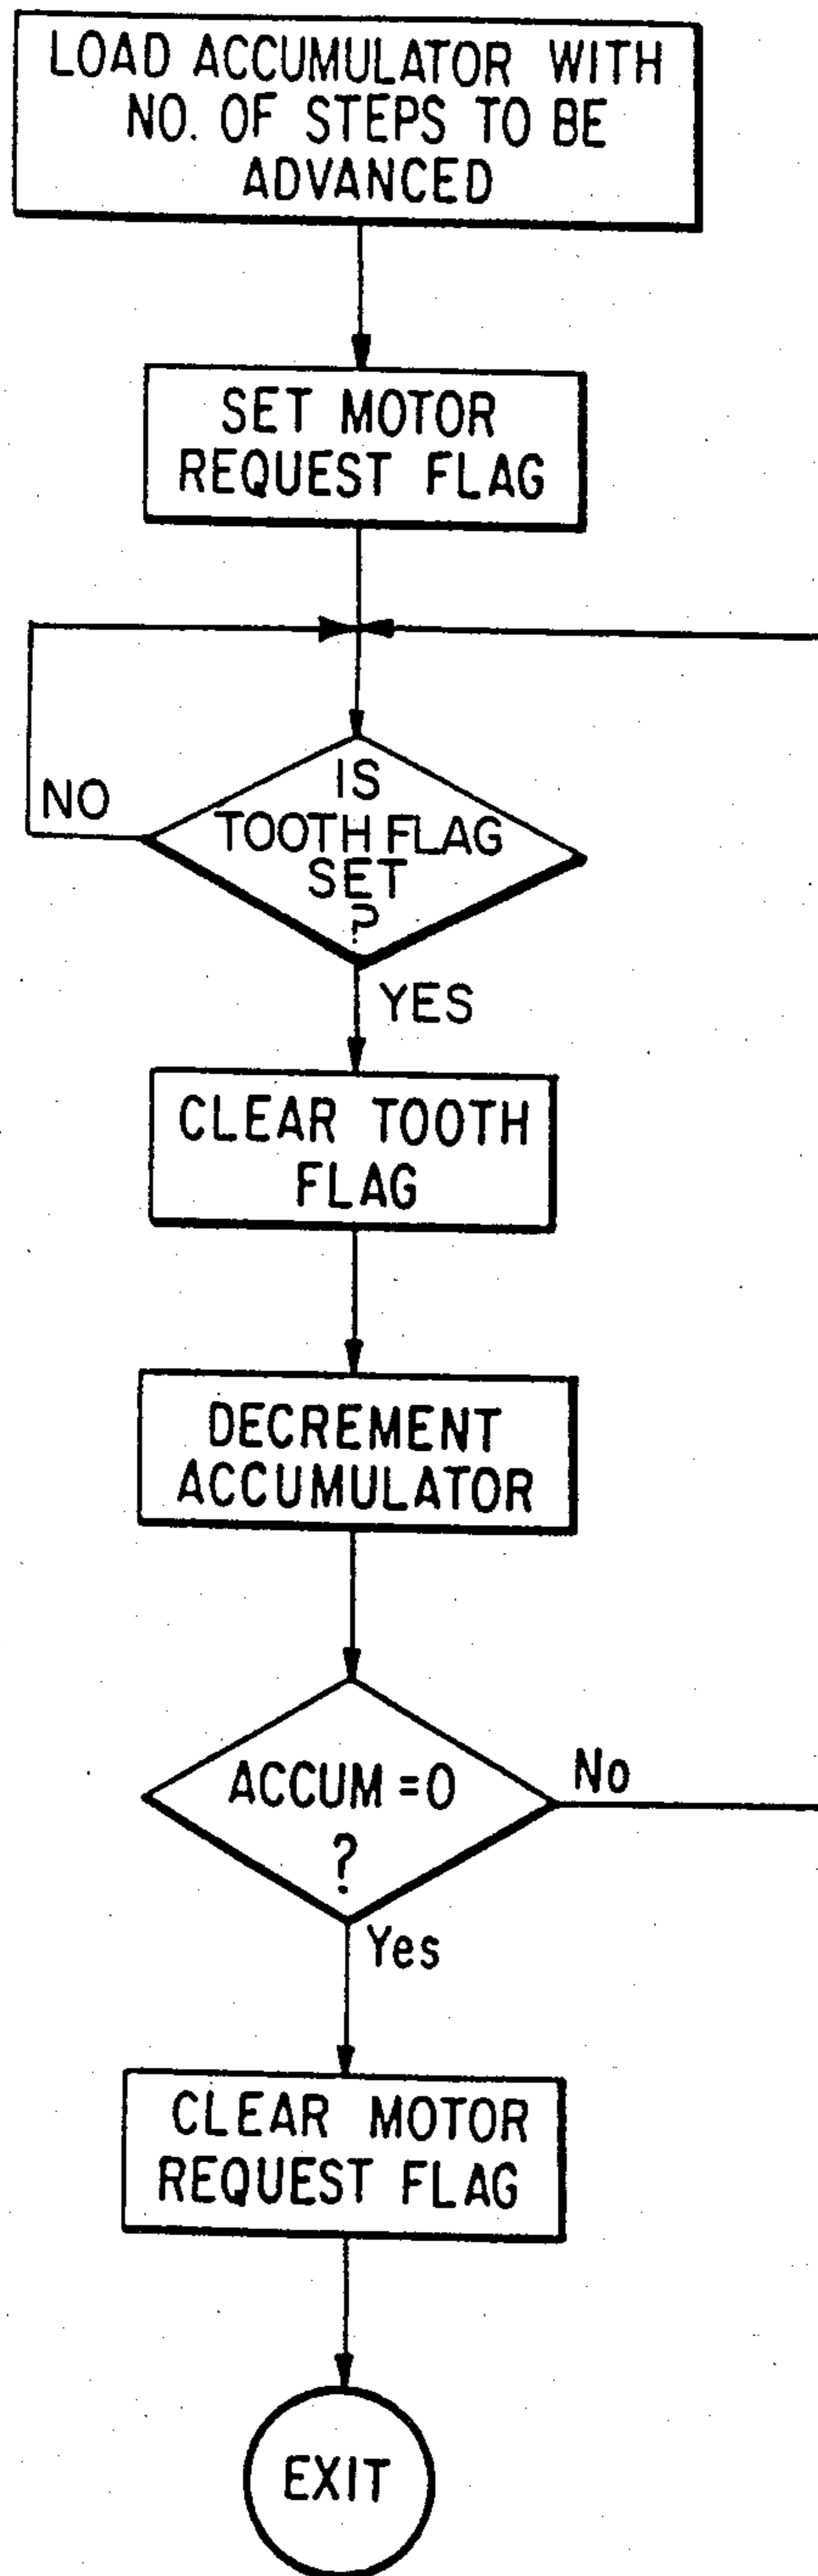 LOAD ACCUMULATOR WITH
NO. OF STEPS TO BE
ADVANCED
SET MOTOR
REQUEST FLAG
IS
TOOTH FLAG
SET
?
NO
YES
CLEAR TOOTH
FLAG
DECREMENT
ACCUMULATOR
ACCUM =0
?
No
Yes
CLEAR MOTOR
REQUEST FLAG
EXIT